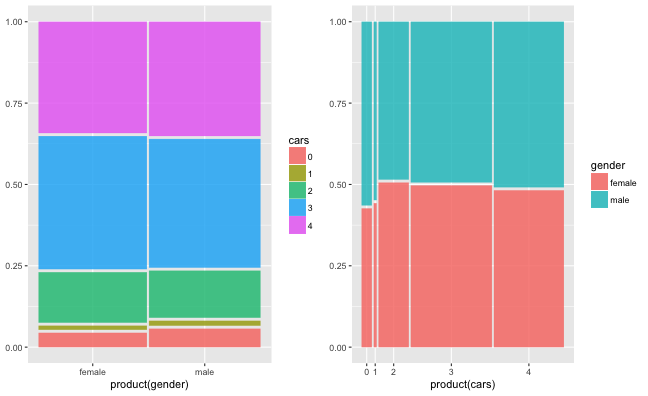 1.00
0.75
0.50
0.25
0.00
female male
product(gender)
cars
0
1
2
3
4
1.00
0.75
0.50
0.25
0.00
0 1 2 3 4
product(cars)
gender
female
male